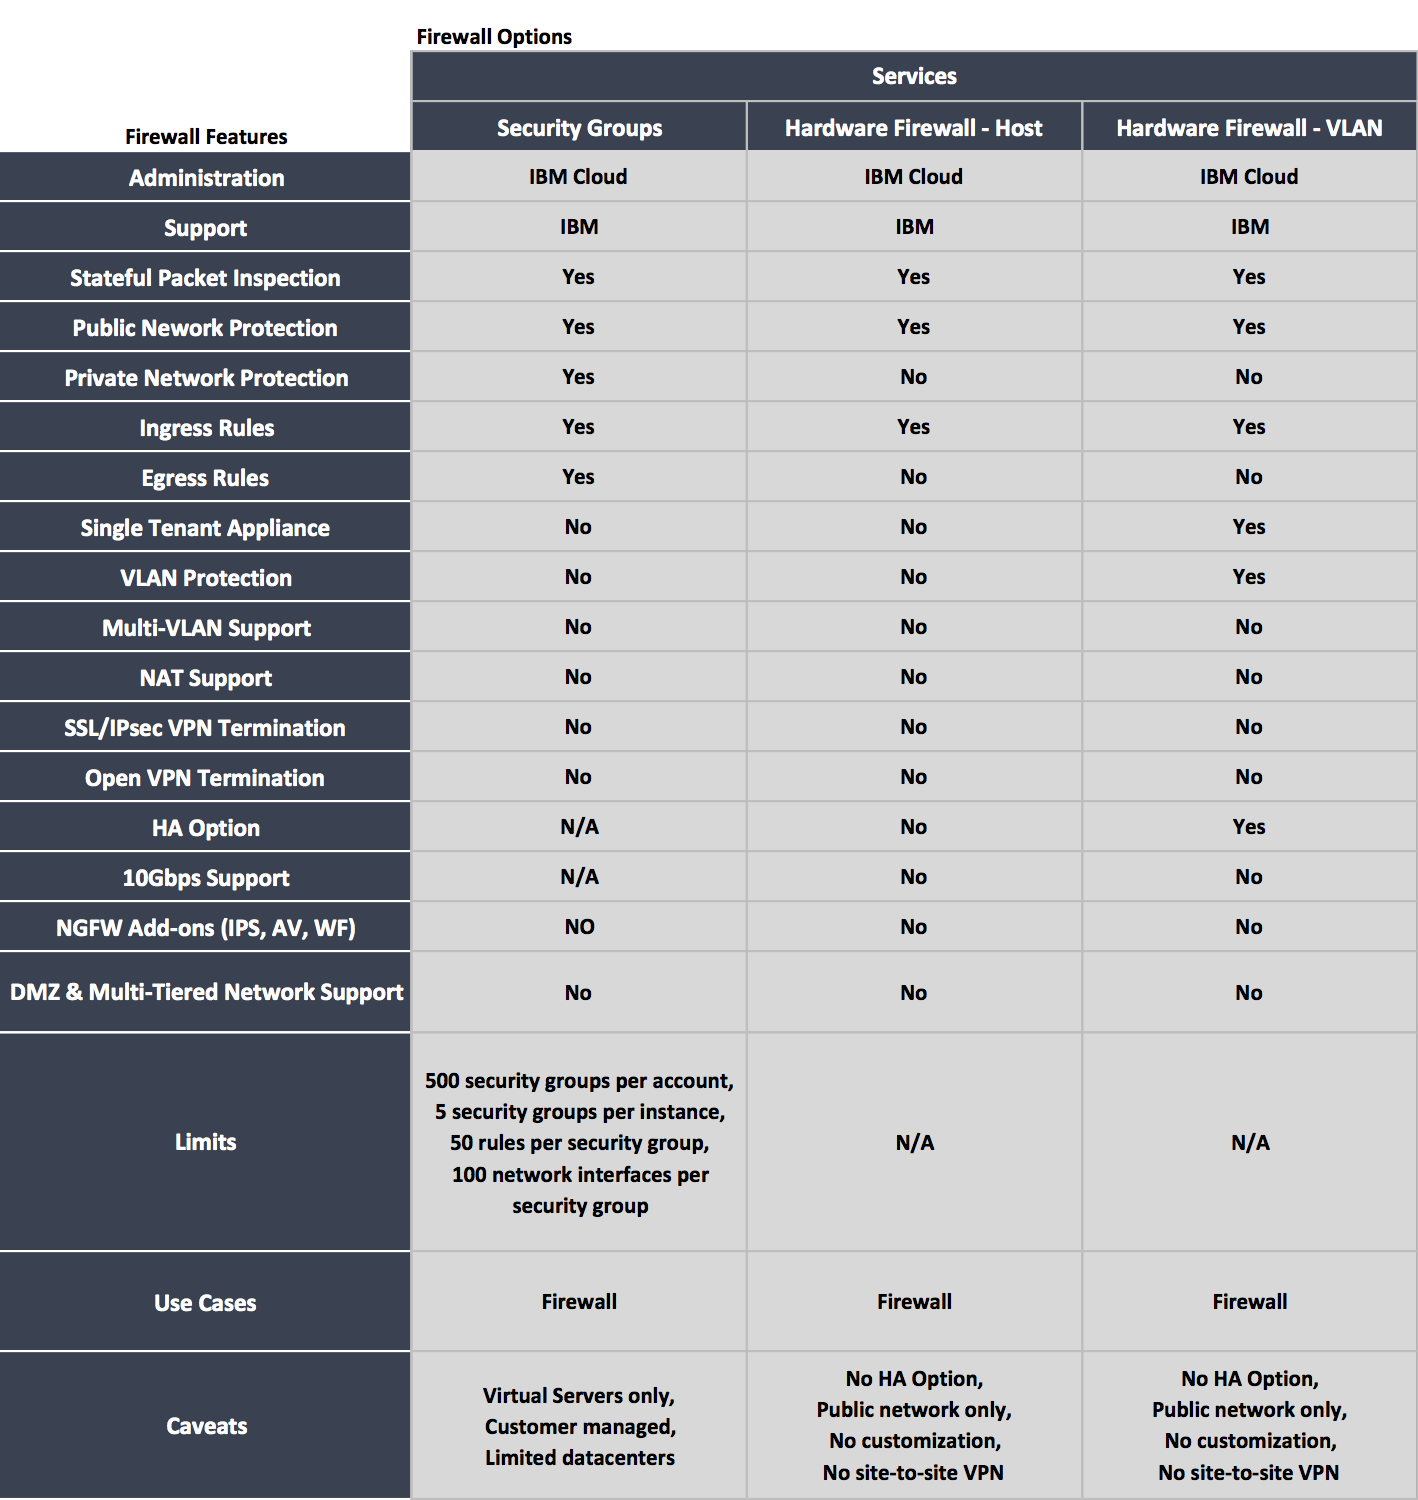 Firewall Options
Services
Firewall Features
Security Groups
Hardware Firewall - Host
Hardware Firewall - VLAN
Administration
IBM Cloud
IBM Cloud
IBM Cloud
Support
IBM
IBM
IBM
Stateful Packet Inspection
Yes
Yes
Yes
Public Nework Protection
Yes
Yes
Yes
Private Network Protection
Yes
No
No
Ingress Rules
Yes
Yes
Yes
Egress Rules
Yes
No
No
Single Tenant Appliance
No
No
Yes
VLAN Protection
No
No
Yes
Multi-VLAN Support
No
No
No
NAT Support
No
No
No
SSL/IPsec VPN Termination
No
No
No
Open VPN Termination
No
No
No
HA Option
N/A
No
Yes
10Gbps Support
N/A
No
No
NGFW Add-ons (IPS, AV, WF)
NO
No
No
DMZ & Multi-Tiered Network Support
No
No
No
Limits
500 security groups per account,
5 security groups per instance,
50 rules per security group,
100 network interfaces per
security group
N/A
N/A
Use Cases
Firewall
Firewall
Firewall
Caveats
Virtual Servers only,
Customer managed,
Limited datacenters
No HA Option,
Public network only,
No customization,
No site-to-site VPN
No HA Option,
Public network only,
No customization,
No site-to-site VPN